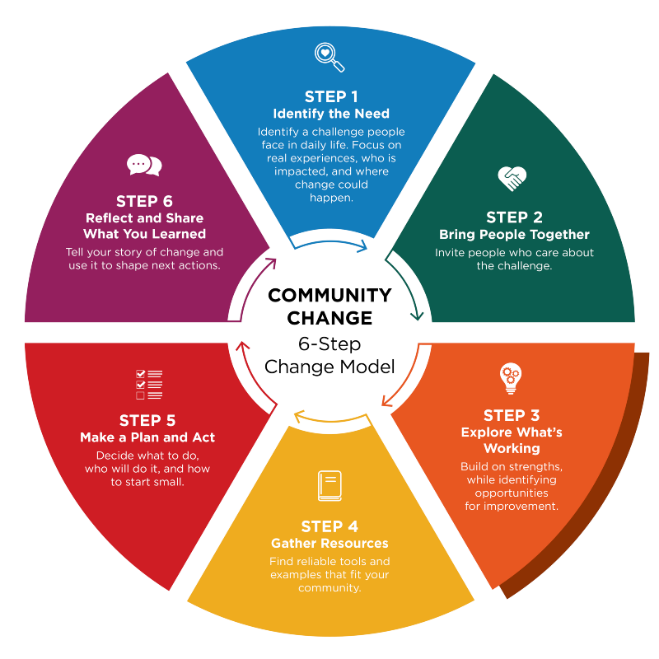 STEP 1
Identify the Need
Identify a challenge people
face in daily life. Focus on
real experiences, who is
impacted, and where
change could
happen.
STEP 2
Bring People Together
Invite people who care about
the challenge.
STEP 3
Explore What's
Working
Build on strengths,
while identifying
opportunities
for improvement.
STEP 4
Gather Resources
Find reliable tools and
examples that fit your
community.
STEP 5
Make a Plan and Act
Decide what to do,
who will do it, and how
to start small.
STEP 6
Reflect and Share
What You Learned
Tell your story of change and
use it to shape next actions.
COMMUNITY
CHANGE
6-Step
Change Model